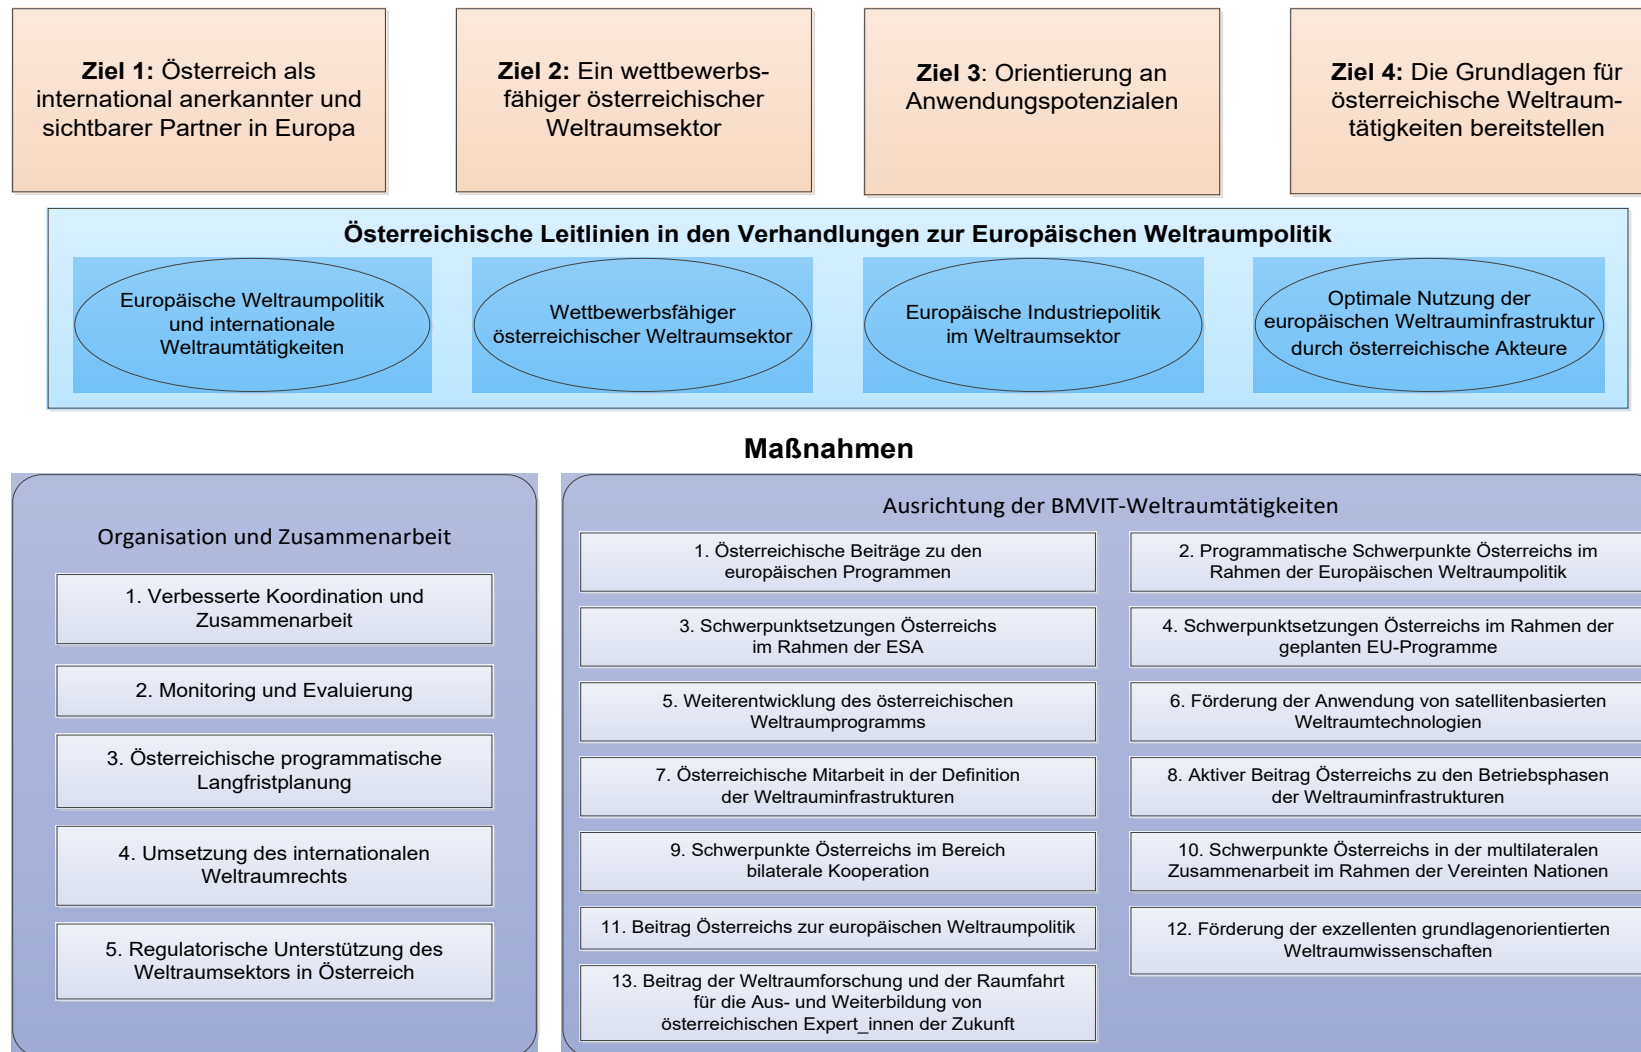 Ziel 1: Österreich als
international anerkannter und
sichtbarer Partner in Europa
Ziel 2: Ein wettbewerbs-
fähiger österreichischer
Weltraumsektor
Ziel 3: Orientierung an
Anwendungspotenzialen
Ziel 4: Die Grundlagen für
österreichische Weltraum-
tätigkeiten bereitstellen
Österreichische Leitlinien in den Verhandlungen zur Europäischen Weltraumpolitik
Europäische Weltraumpolitik
und internationale
Weltraumtätigkeiten
Wettbewerbsfähiger
österreichischer Weltraumsektor
Europäische Industriepolitik
im Weltraumsektor
Optimale Nutzung der
europäischen Weltrauminfrastruktur
durch österreichische Akteure
Maßnahmen
Organisation und Zusammenarbeit
1. Verbesserte Koordination und
Zusammenarbeit
2. Monitoring und Evaluierung
3. Österreichische programmatische
Langfristplanung
4. Umsetzung des internationalen
Weltraumrechts
5. Regulatorische Unterstützung des
Weltraumsektors in Österreich
Ausrichtung der BMVIT-Weltraumtätigkeiten
1. Österreichische Beiträge zu den
europäischen Programmen
2. Programmatische Schwerpunkte Österreichs im
Rahmen der Europäischen Weltraumpolitik
3. Schwerpunktsetzungen Österreichs
im Rahmen der ESA
4. Schwerpunktsetzungen Österreichs im Rahmen der
geplanten EU-Programme
5. Weiterentwicklung des österreichischen
Weltraumprogramms
6. Förderung der Anwendung von satellitenbasierten
Weltraumtechnologien
7. Österreichische Mitarbeit in der Definition
der Weltrauminfrastrukturen
8. Aktiver Beitrag Österreichs zu den Betriebsphasen
der Weltrauminfrastrukturen
9. Schwerpunkte Österreichs im Bereich
bilaterale Kooperation
10. Schwerpunkte Österreichs in der multilateralen
Zusammenarbeit im Rahmen der Vereinten Nationen
11. Beitrag Österreichs zur europäischen Weltraumpolitik
12. Förderung der exzellenten grundlagenorientierten
Weltraumwissenschaften
13. Beitrag der Weltraumforschung und der Raumfahrt
für die Aus- und Weiterbildung von
österreichischen Expert_innen der Zukunft